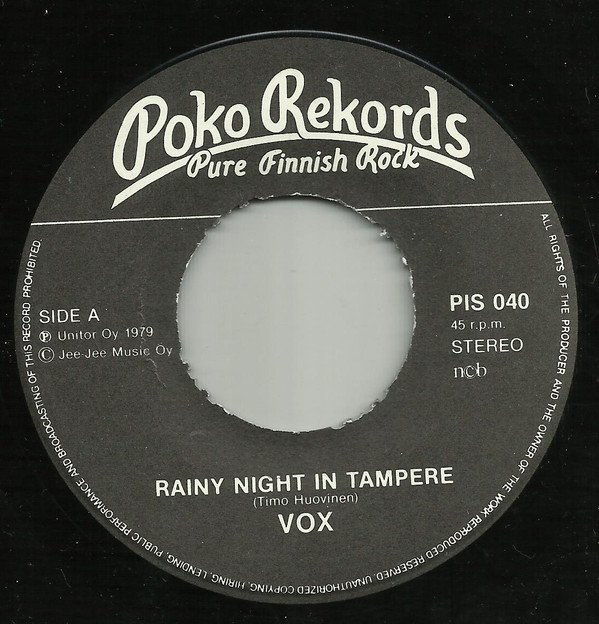 Poko Rekords
Pure Finnish Rock
SIDE A
℗ Unitor Oy 1979
© Jee-Jee Music Öy
PIS 040
45 r.p.m.
STEREO
ncb
RAINY NIGHT IN TAMPERE
(Timo Huovinen)
VOX
ALL RIGHTS OF THE PRODUCER AND THE OWNER OF THE WORK REPRODUCED RESERVED. UNAUTHORIZED COPYING, HIRING, LENDING, PUBLIC PERFORMANCE AND BROADCASTING OF THIS RECORD PROHIBITED